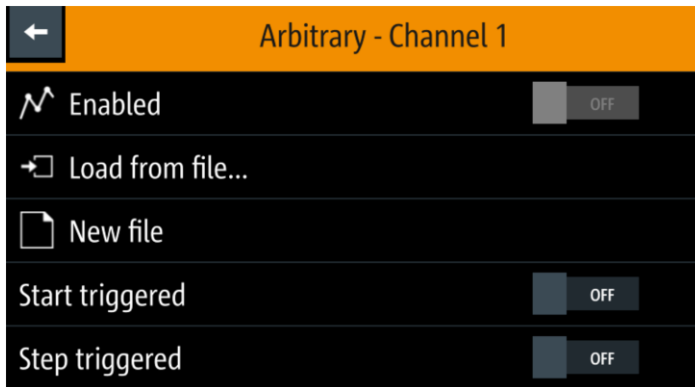 Arbitrary - Channel 1
Enabled OFF
Load from file...
New file
Start triggered OFF
Step triggered OFF